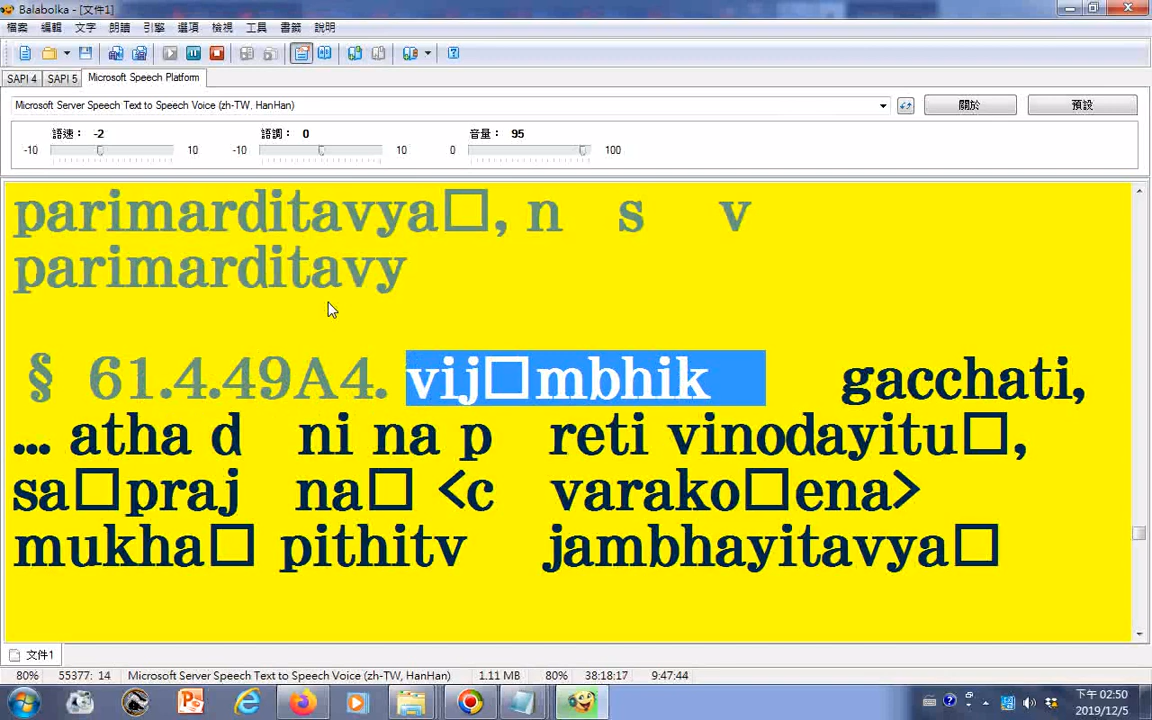 Balabolka - [文件1]
檔案 編輯 文字 朗讀 引擎 選項 檢視 工具 書籤 說明
SAPI 4 SAPI 5 Microsoft Speech Platform
Microsoft Server Speech Text to Speech Voice (zh-TW, HanHan) 關於 預設
語速： -2 語調： 0 音量： 95
-10 10 -10 10 0 100
parimarditavya□, n s v
parimarditavy
§ 61.4.49A4. vij□mbhik gacchati,
... atha d ni na p reti vinodayitu□,
sa□praj na□ <c varako□ena>
mukha□ pithitv jambhayitavya□
文件1
80% 55377: 14 Microsoft Server Speech Text to Speech Voice (zh-TW, HanHan) 1.11 MB 80% 38:18:17 9:47:44
下午 02:50
2019/12/5